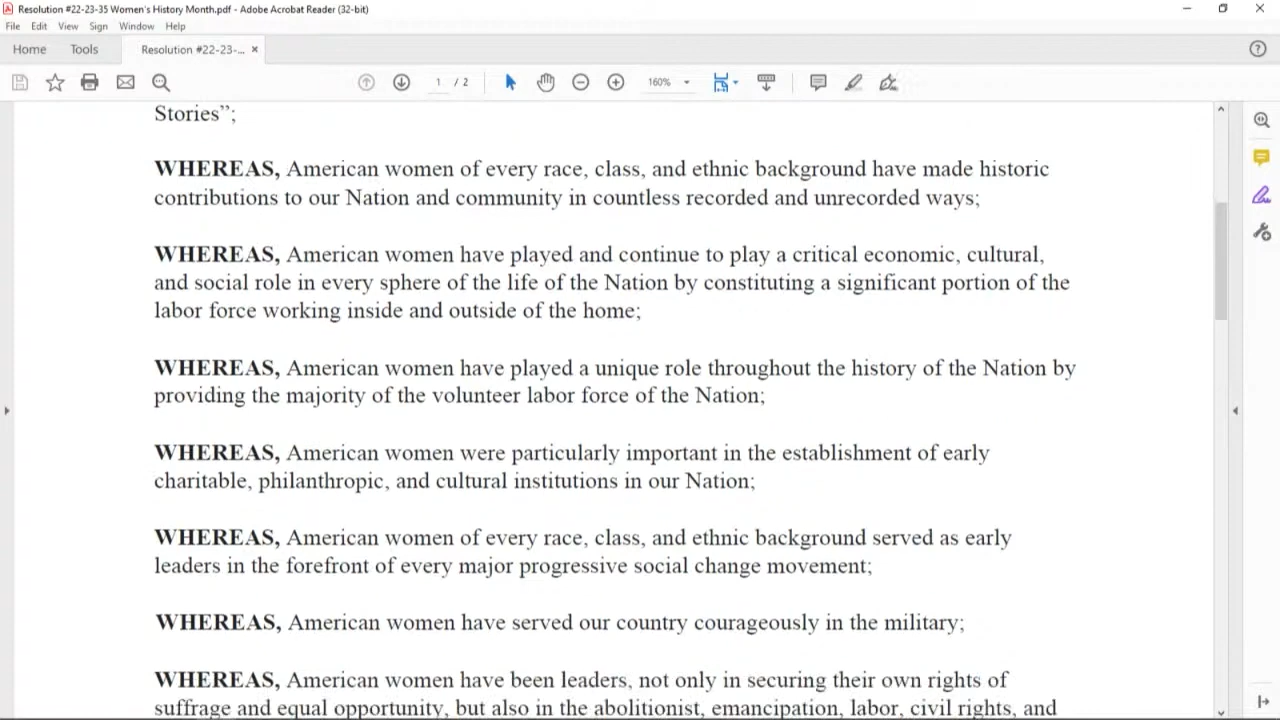 Resolution #22-23-35 Women's History Month.pdf - Adobe Acrobat Reader (32-bit)
File Edit View Sign Window Help
Home Tools Resolution #22-23-... ×
1 / 2 160%
Stories”;
WHEREAS, American women of every race, class, and ethnic background have made historic
contributions to our Nation and community in countless recorded and unrecorded ways;
WHEREAS, American women have played and continue to play a critical economic, cultural,
and social role in every sphere of the life of the Nation by constituting a significant portion of the
labor force working inside and outside of the home;
WHEREAS, American women have played a unique role throughout the history of the Nation by
providing the majority of the volunteer labor force of the Nation;
WHEREAS, American women were particularly important in the establishment of early
charitable, philanthropic, and cultural institutions in our Nation;
WHEREAS, American women of every race, class, and ethnic background served as early
leaders in the forefront of every major progressive social change movement;
WHEREAS, American women have served our country courageously in the military;
WHEREAS, American women have been leaders, not only in securing their own rights of
suffrage and equal opportunity, but also in the abolitionist, emancipation, labor, civil rights, and